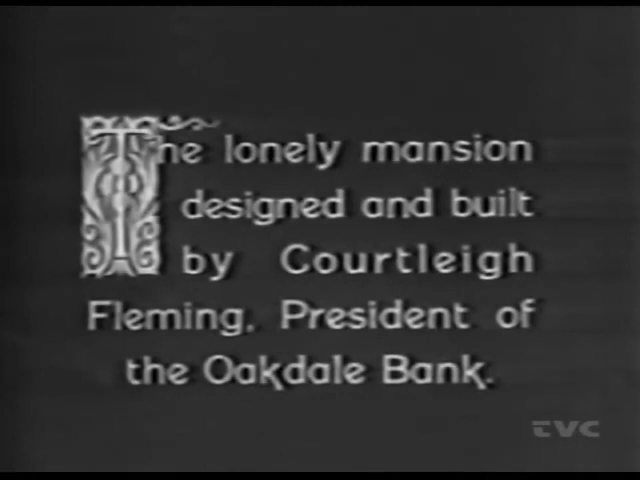 The lonely mansion
designed and built
by Courtleigh
Fleming, President of
the Oakdale Bank.
TVC